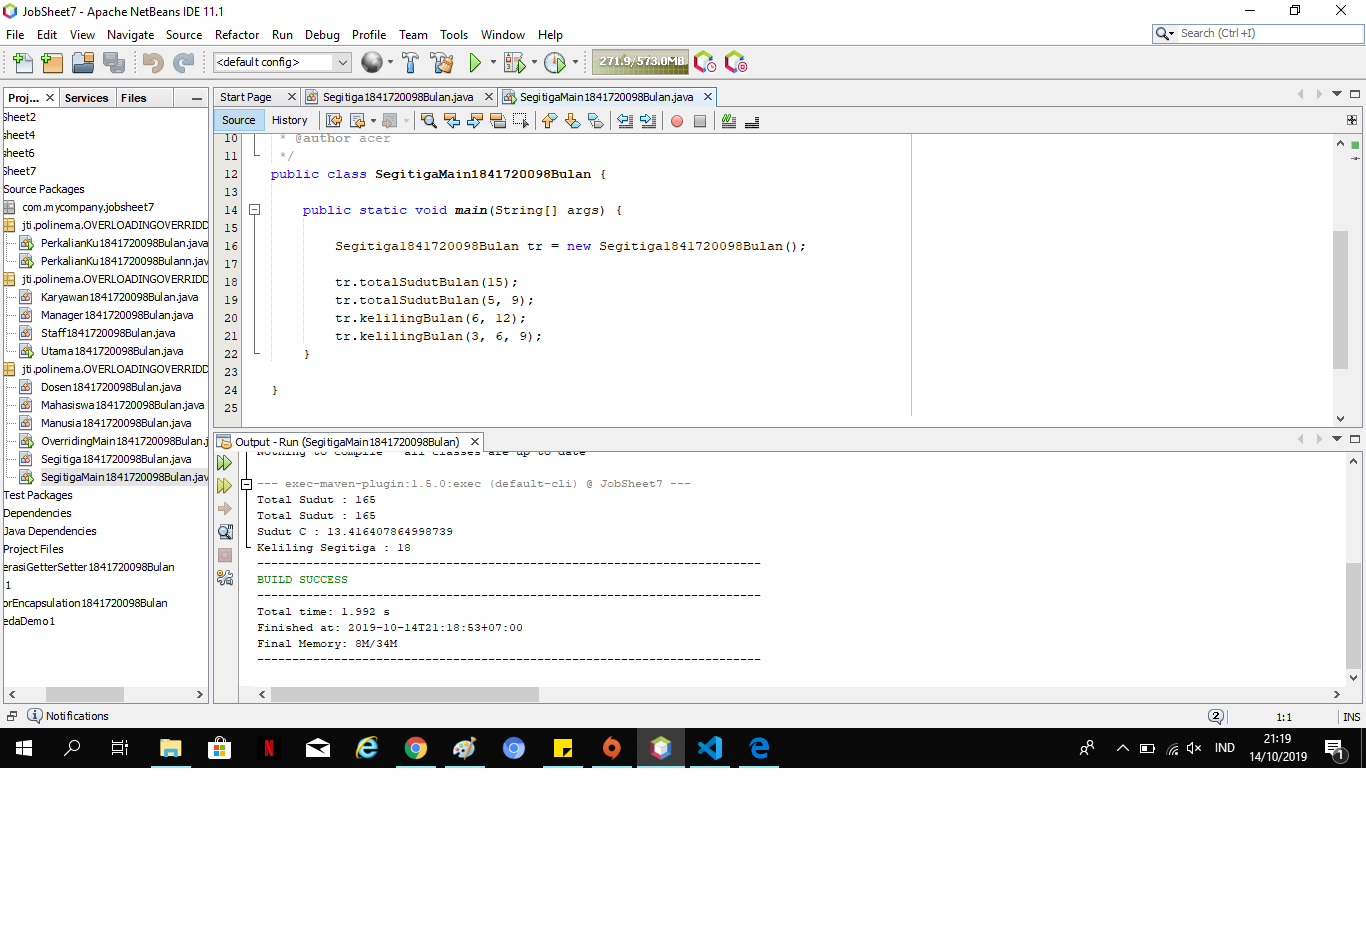 JobSheet7 - Apache NetBeans IDE 11.1
File Edit View Navigate Source Refactor Run Debug Profile Team Tools Window Help
Search (Ctrl+I)
<default config>
271.9/573.0MB
Proj... Services Files
Start Page Segitiga1841720098Bulan.java SegitigaMain1841720098Bulan.java
Source History
sheet2
sheet4
sheet6
Sheet7
Source Packages
com.mycompany.jobsheet7
jti.polinema.OVERLOADINGOVERRIDD
PerkalianKu1841720098Bulan.java
PerkalianKu1841720098Bulann.java
jti.polinema.OVERLOADINGOVERRIDD
Karyawan1841720098Bulan.java
Manager1841720098Bulan.java
Staff1841720098Bulan.java
Utama1841720098Bulan.java
jti.polinema.OVERLOADINGOVERRIDD
Dosen1841720098Bulan.java
Mahasiswa1841720098Bulan.java
Manusia1841720098Bulan.java
OverridingMain1841720098Bulan.j
Segitiga1841720098Bulan.java
SegitigaMain1841720098Bulan.jav
Test Packages
Dependencies
Java Dependencies
Project Files
erasiGetterSetter1841720098Bulan
1
orEncapsulation1841720098Bulan
edaDemo1
10 * @author acer
11 */
12 public class SegitigaMain1841720098Bulan {
13
14 public static void main(String[] args) {
15
16 Segitiga1841720098Bulan tr = new Segitiga1841720098Bulan();
17
18 tr.totalSudutBulan(15);
19 tr.totalSudutBulan(5, 9);
20 tr.kelilingBulan(6, 12);
21 tr.kelilingBulan(3, 6, 9);
22 }
23
24 }
25
Output - Run (SegitigaMain1841720098Bulan)
Nothing to compile - all classes are up to date
--- exec-maven-plugin:1.5.0:exec (default-cli) @ JobSheet7 ---
Total Sudut : 165
Total Sudut : 165
Sudut C : 13.416407864998739
Keliling Segitiga : 18
------------------------------------------------------------------------
BUILD SUCCESS
------------------------------------------------------------------------
Total time: 1.992 s
Finished at: 2019-10-14T21:18:53+07:00
Final Memory: 8M/34M
------------------------------------------------------------------------
Notifications
2
1:1
INS
IND
21:19
14/10/2019
1